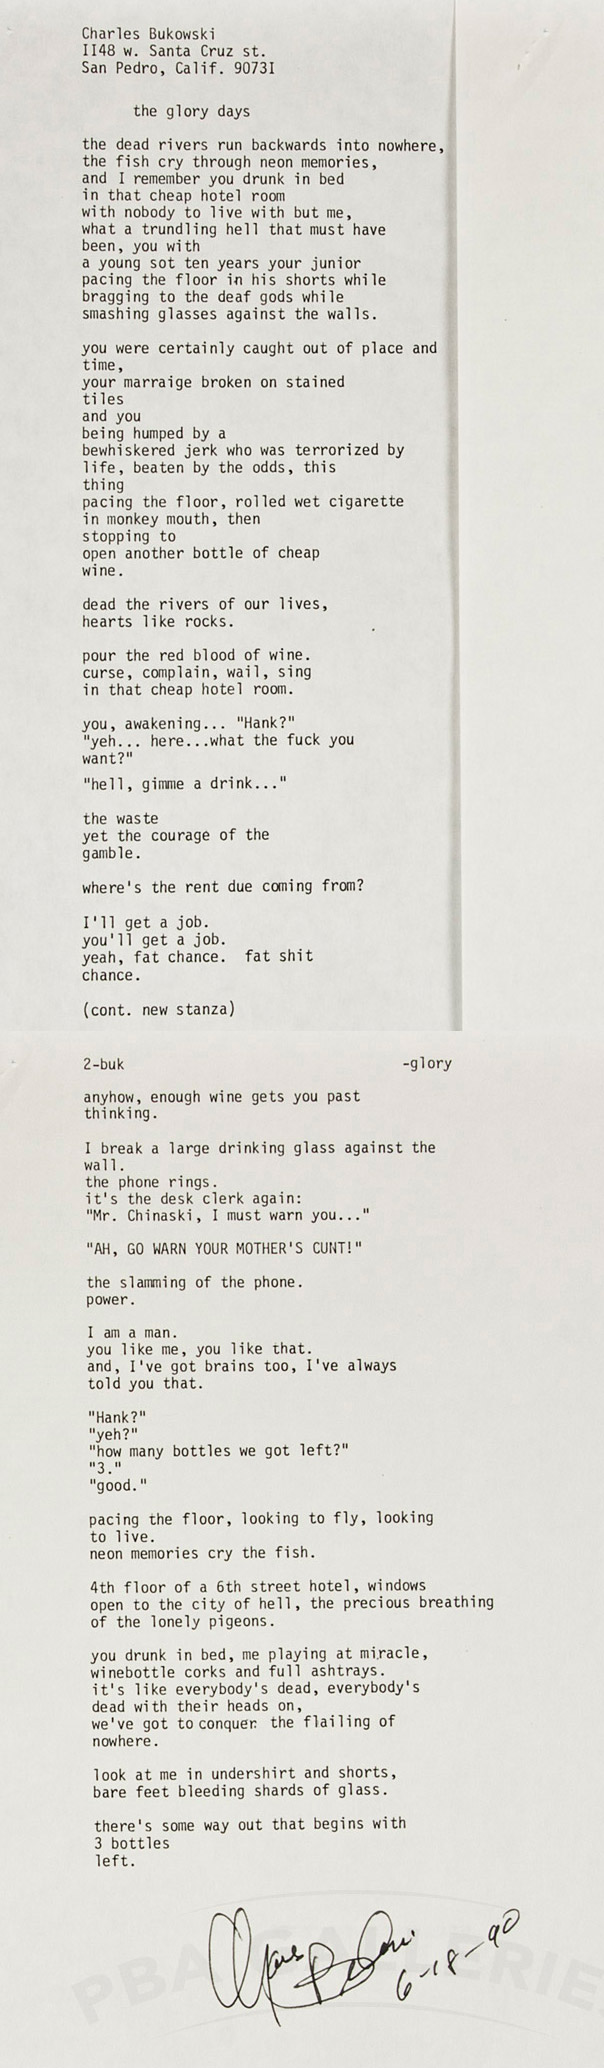 Charles Bukowski
II48 w. Santa Cruz st.
San Pedro, Calif. 9073I
the glory days
the dead rivers run backwards into nowhere,
the fish cry through neon memories,
and I remember you drunk in bed
in that cheap hotel room
with nobody to live with but me,
what a trundling hell that must have
been, you with
a young sot ten years your junior
pacing the floor in his shorts while
bragging to the deaf gods while
smashing glasses against the walls.
you were certainly caught out of place and
time,
your marraige broken on stained
tiles
and you
being humped by a
bewhiskered jerk who was terrorized by
life, beaten by the odds, this
thing
pacing the floor, rolled wet cigarette
in monkey mouth, then
stopping to
open another bottle of cheap
wine.
dead the rivers of our lives,
hearts like rocks.
pour the red blood of wine.
curse, complain, wail, sing
in that cheap hotel room.
you, awakening... "Hank?"
"yeh... here...what the fuck you
want?"
"hell, gimme a drink..."
the waste
yet the courage of the
gamble.
where's the rent due coming from?
I'll get a job.
you'll get a job.
yeah, fat chance.  fat shit
chance.
(cont. new stanza)
2-buk -glory
anyhow, enough wine gets you past
thinking.
I break a large drinking glass against the
wall.
the phone rings.
it's the desk clerk again:
"Mr. Chinaski, I must warn you..."
"AH, GO WARN YOUR MOTHER'S CUNT!"
the slamming of the phone.
power.
I am a man.
you like me, you like that.
and, I've got brains too, I've always
told you that.
"Hank?"
"yeh?"
"how many bottles we got left?"
"3."
"good."
pacing the floor, looking to fly, looking
to live.
neon memories cry the fish.
4th floor of a 6th street hotel, windows
open to the city of hell, the precious breathing
of the lonely pigeons.
you drunk in bed, me playing at miracle,
winebottle corks and full ashtrays.
it's like everybody's dead, everybody's
dead with their heads on,
we've got to conquer the flailing of
nowhere.
look at me in undershirt and shorts,
bare feet bleeding shards of glass.
there's some way out that begins with
3 bottles
left.
6-18-90
PBA GALLERIE